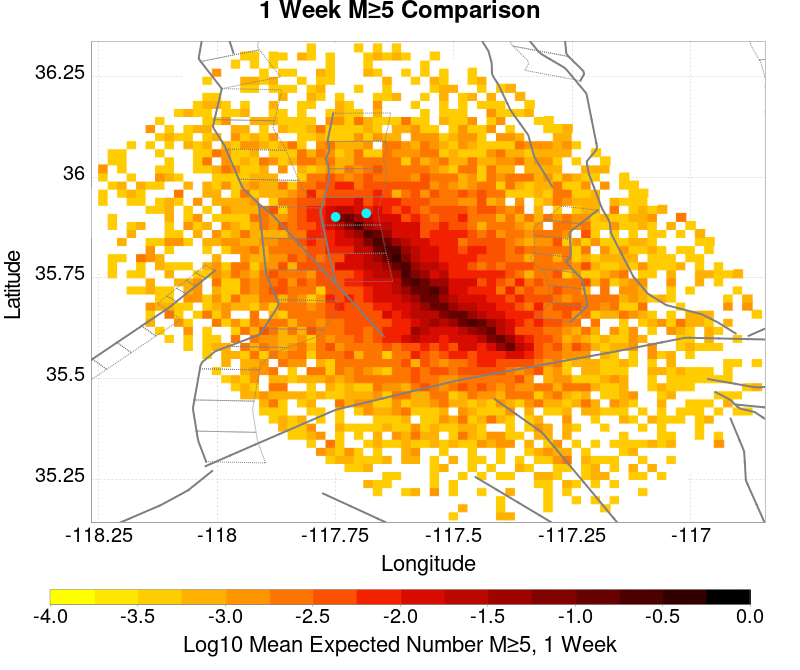 1 Week M≥5 Comparison
36.25
36
35.75
35.5
35.25
Latitude
-118.25 -118 -117.75 -117.5 -117.25 -117
Longitude
-4.0 -3.5 -3.0 -2.5 -2.0 -1.5 -1.0 -0.5 0.0
Log10 Mean Expected Number M≥5, 1 Week